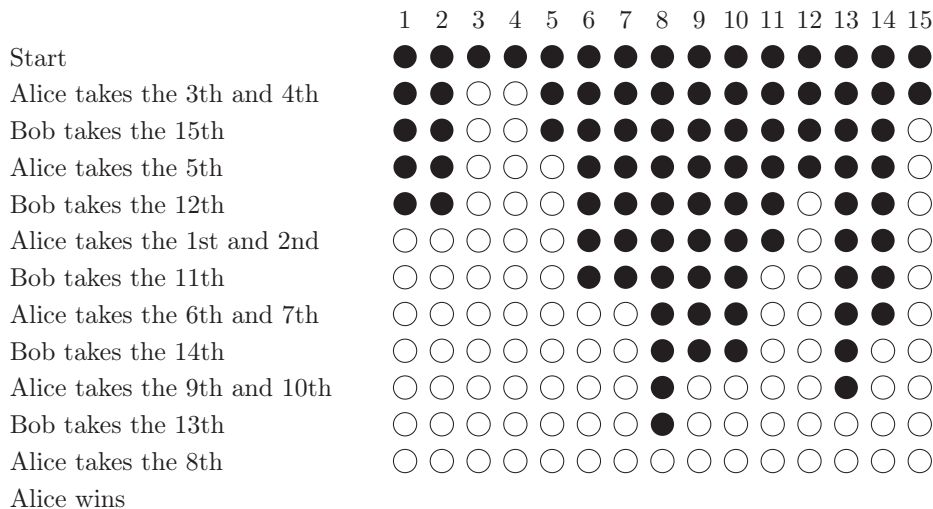 1 2 3 4 5 6 7 8 9 10 11 12 13 14 15
Start
Alice takes the 3th and 4th
Bob takes the 15th
Alice takes the 5th
Bob takes the 12th
Alice takes the 1st and 2nd
Bob takes the 11th
Alice takes the 6th and 7th
Bob takes the 14th
Alice takes the 9th and 10th
Bob takes the 13th
Alice takes the 8th
Alice wins